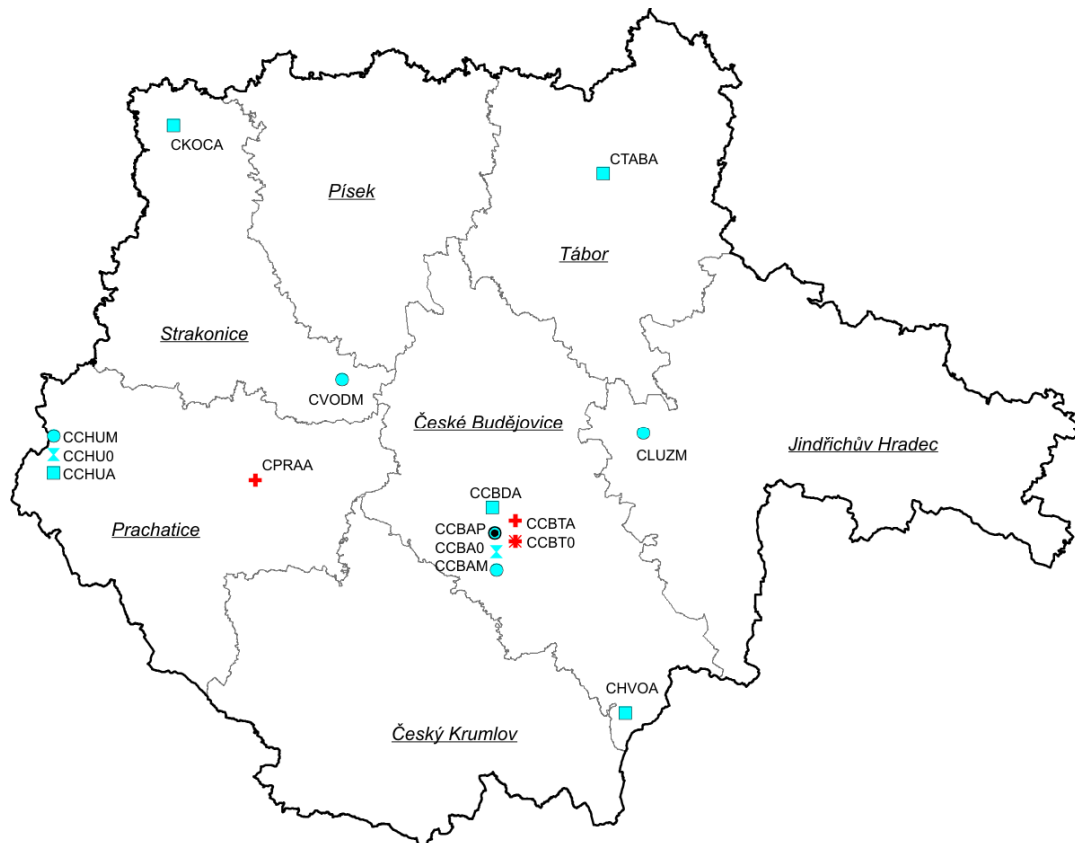 CKOCA
CTABA
Písek
Tábor
Strakonice
CVODM
České Budějovice
CCHUM
CCHU0
CCHUA
CLUZM
Jindřichův Hradec
CPRAA
CCBDA
Prachatice
CCBAP
CCBTA
CCBA0
CCBT0
CCBAM
CHVOA
Český Krumlov